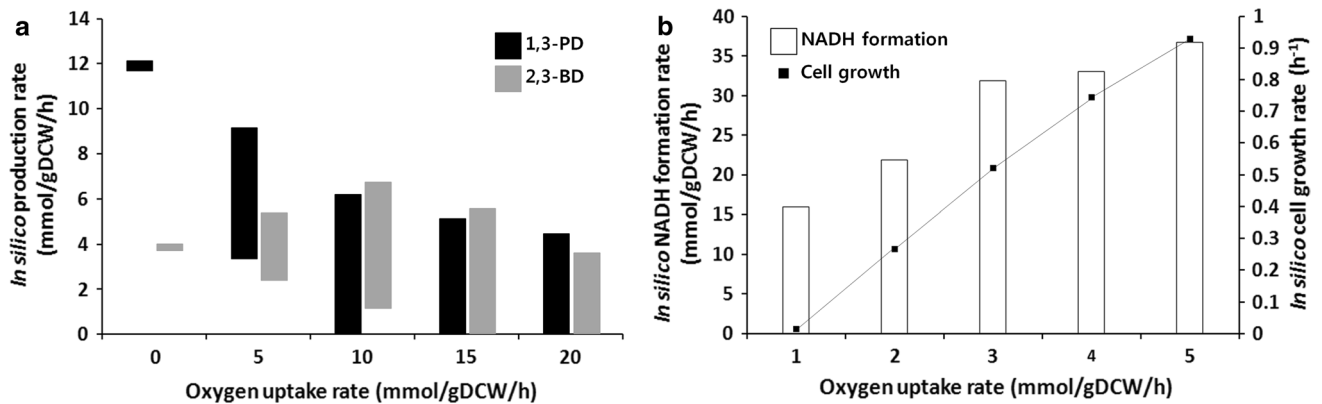 a
14
12
10
8
6
4
2
0
In silico production rate
(mmol/gDCW/h)
1,3-PD
2,3-BD
0 5 10 15 20
Oxygen uptake rate (mmol/gDCW/h)
b
40
35
30
25
20
15
10
5
0
In silico NADH formation rate
(mmol/gDCW/h)
NADH formation
Cell growth
1
0.9
0.8
0.7
0.6
0.5
0.4
0.3
0.2
0.1
0
In silico cell growth rate (h-1)
1 2 3 4 5
Oxygen uptake rate (mmol/gDCW/h)